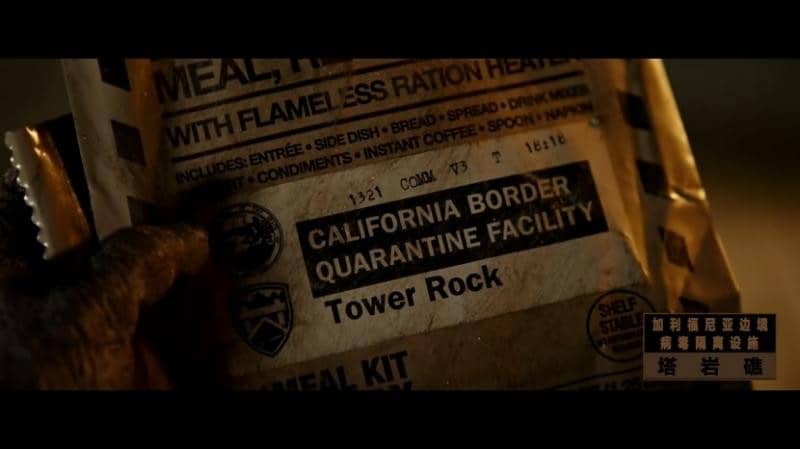 MEAL,
WITH FLAMELESS RATION HEATER
INCLUDES: ENTRÉE • SIDE DISH • BREAD • SPREAD • DRINK MIXES
• CONDIMENTS • INSTANT COFFEE • SPOON • NAPKIN
1321 COMM V3 T 18:18
CALIFORNIA BORDER
QUARANTINE FACILITY
Tower Rock
SHELF
STABLE
MEAL KIT
加利福尼亚边境
病毒隔离设施
塔岩礁